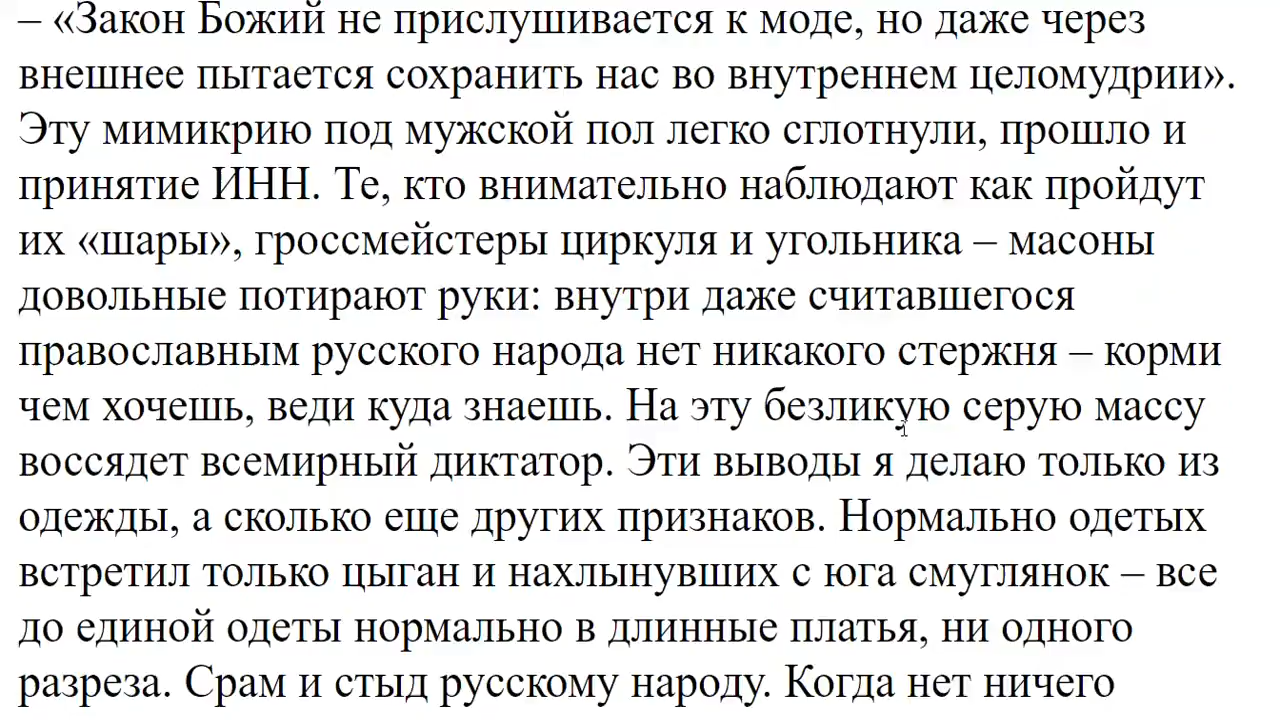 – «Закон Божий не прислушивается к моде, но даже через
внешнее пытается сохранить нас во внутреннем целомудрии».
Эту мимикрию под мужской пол легко сглотнули, прошло и
принятие ИНН. Те, кто внимательно наблюдают как пройдут
их «шары», гроссмейстеры циркуля и угольника – масоны
довольные потирают руки: внутри даже считавшегося
православным русского народа нет никакого стержня – корми
чем хочешь, веди куда знаешь. На эту безликую серую массу
воссядет всемирный диктатор. Эти выводы я делаю только из
одежды, а сколько еще других признаков. Нормально одетых
встретил только цыган и нахлынувших с юга смуглянок – все
до единой одеты нормально в длинные платья, ни одного
разреза. Срам и стыд русскому народу. Когда нет ничего